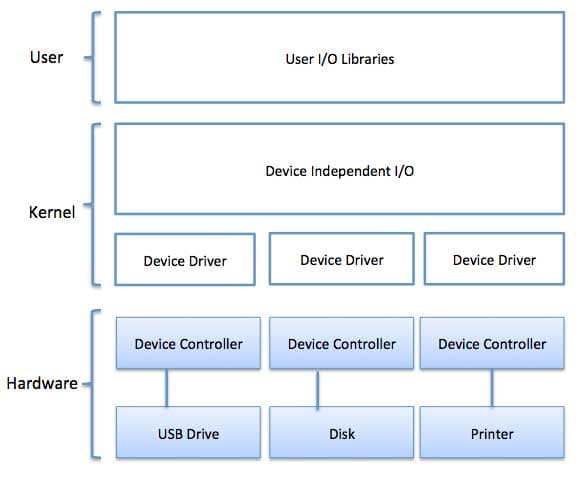 User
User I/O Libraries
Kernel
Device Independent I/O
Device Driver
Device Driver
Device Driver
Hardware
Device Controller
Device Controller
Device Controller
USB Drive
Disk
Printer